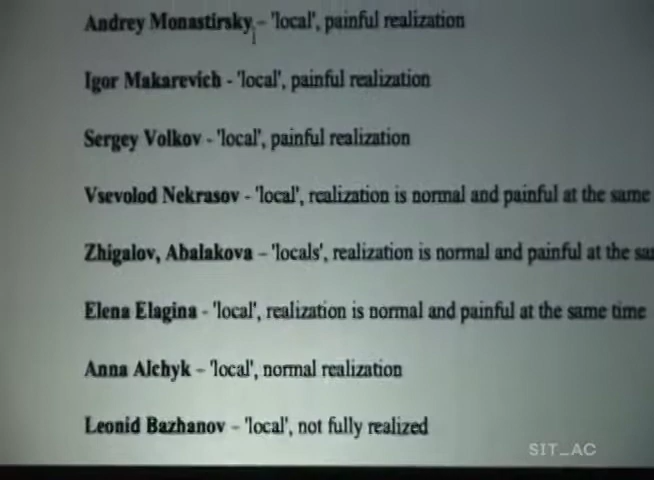 Andrey Monastirsky – 'local', painful realization
Igor Makarevich - 'local', painful realization
Sergey Volkov - 'local', painful realization
Vsevolod Nekrasov - 'local', realization is normal and painful at the same
Zhigalov, Abalakova – 'locals', realization is normal and painful at the
Elena Elagina - 'local', realization is normal and painful at the same time
Anna Alchyk – 'local', normal realization
Leonid Bazhanov – 'local', not fully realized
SIT_AC